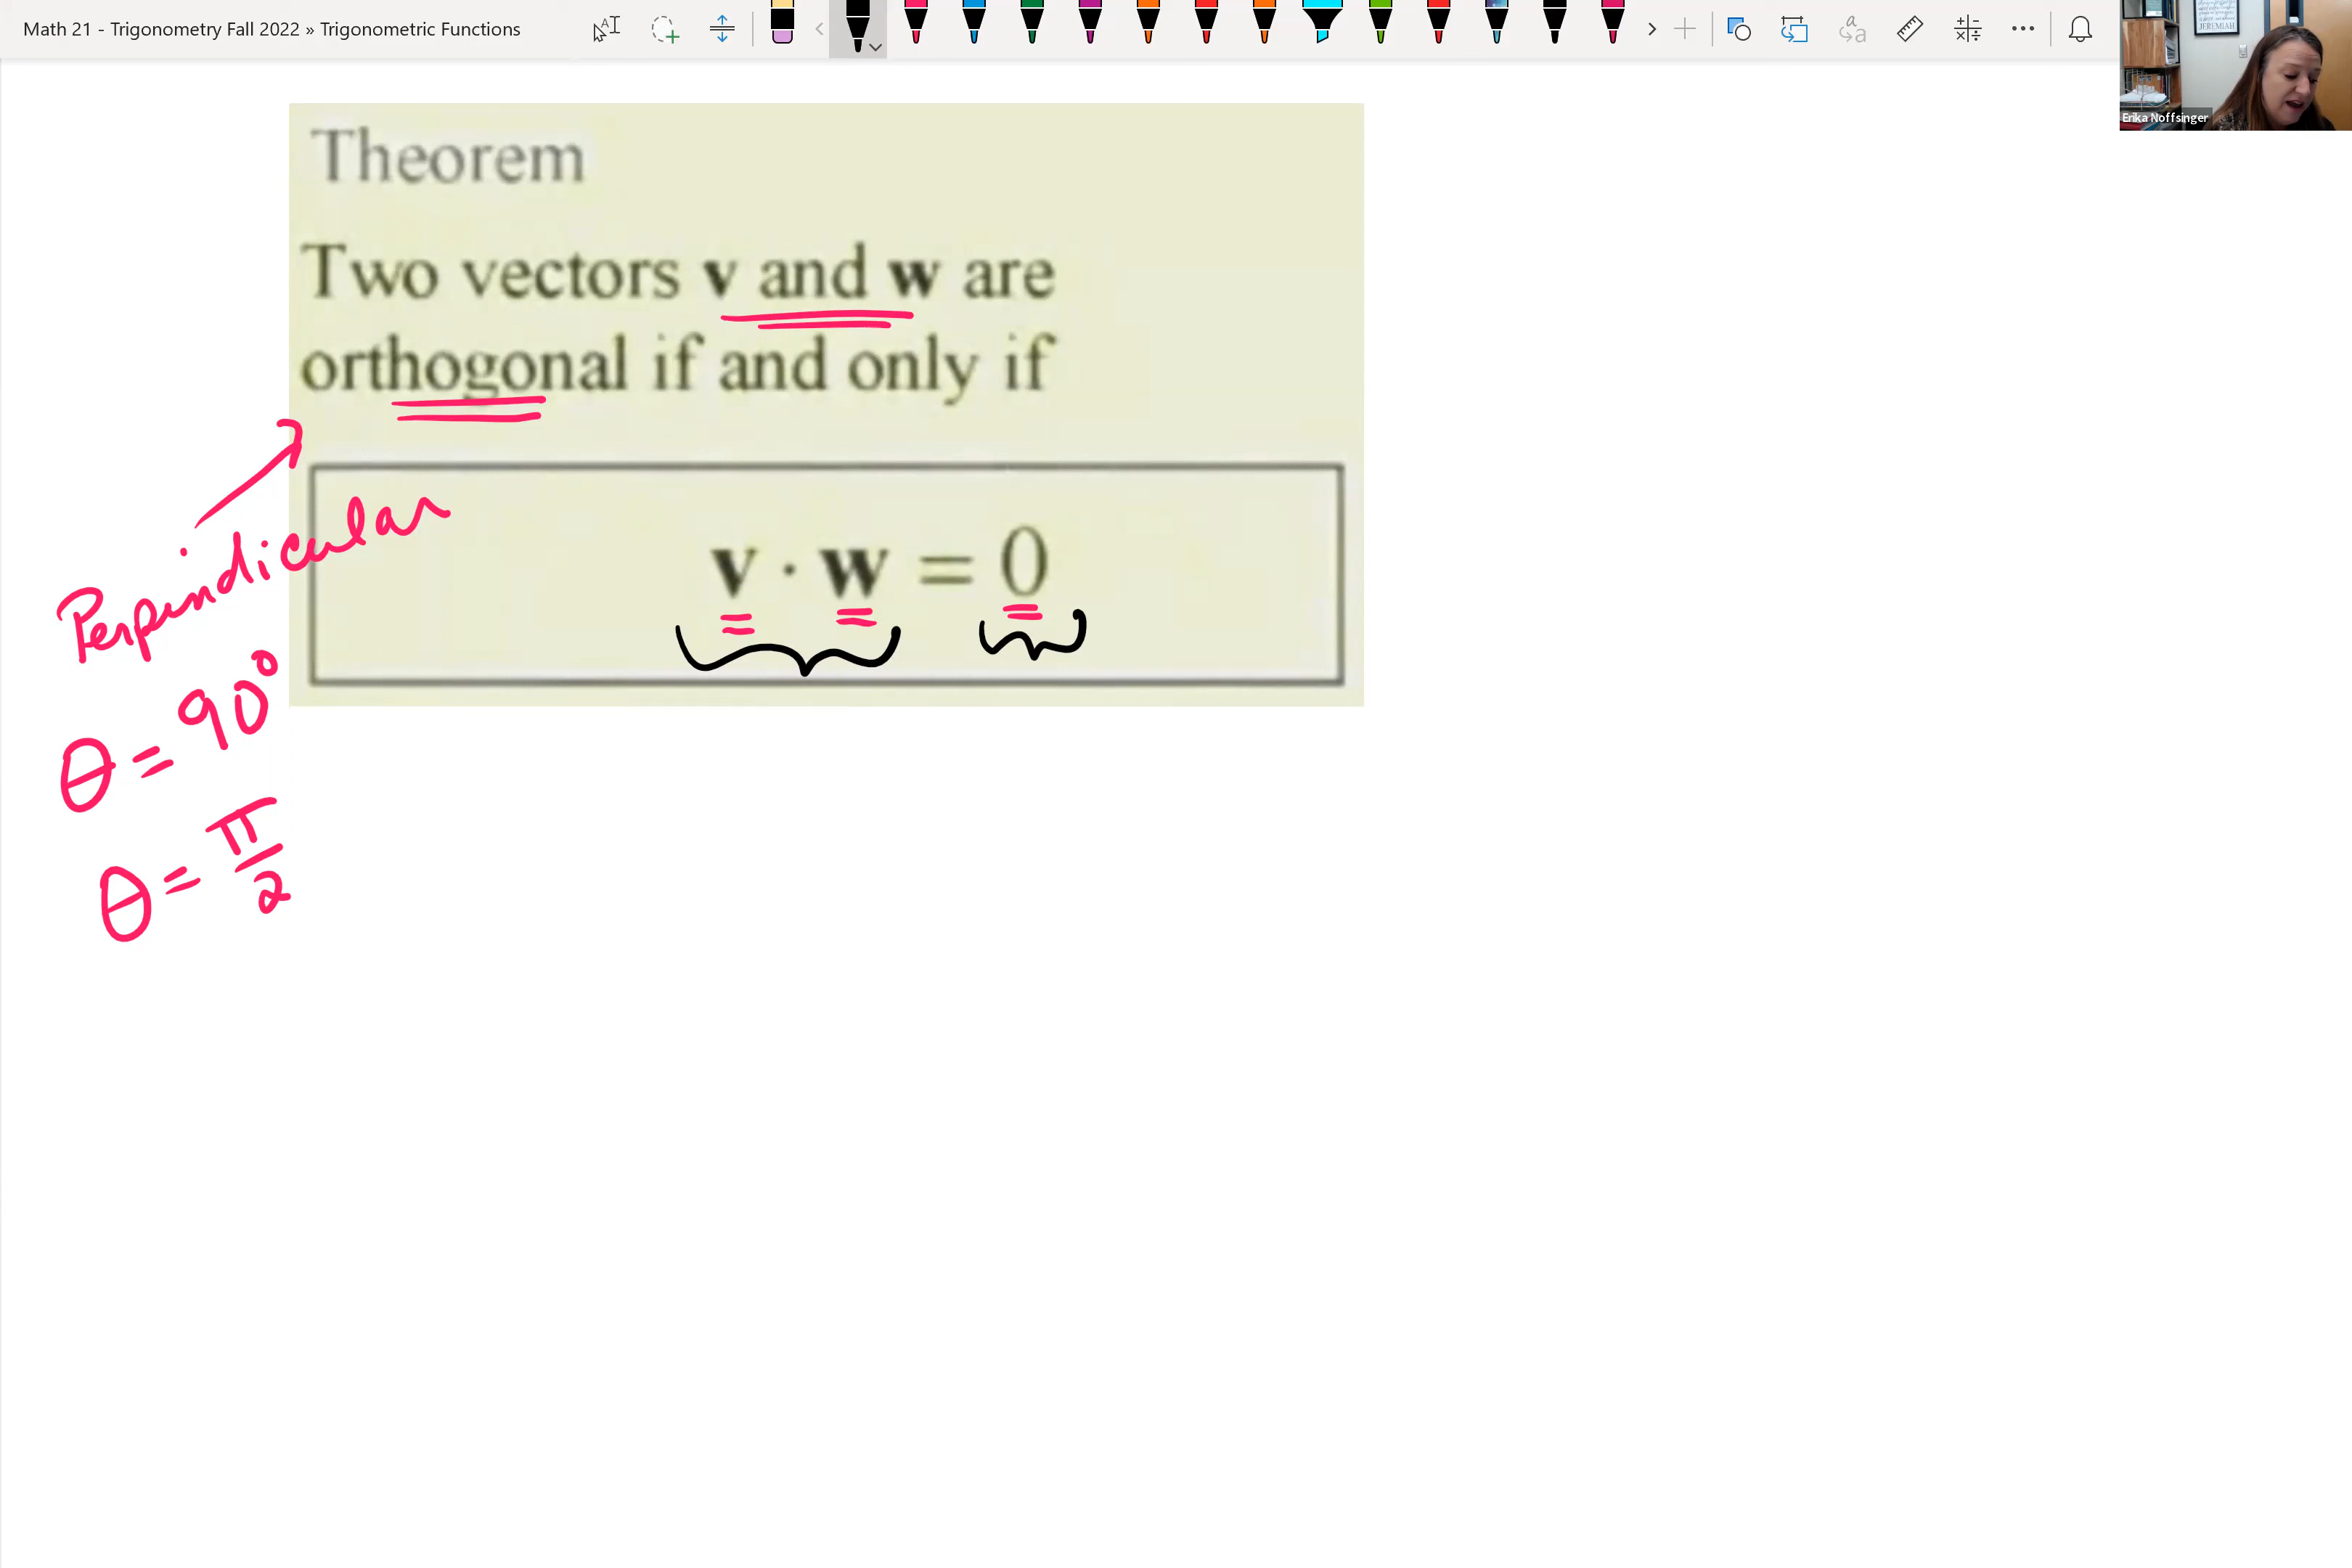 Math 21 - Trigonometry Fall 2022 » Trigonometric Functions
JEREMIAH
Erika Noffsinger
Theorem
Two vectors v and w are
orthogonal if and only if
v · w = 0
Perpendicular
θ = 90°
θ = π/2